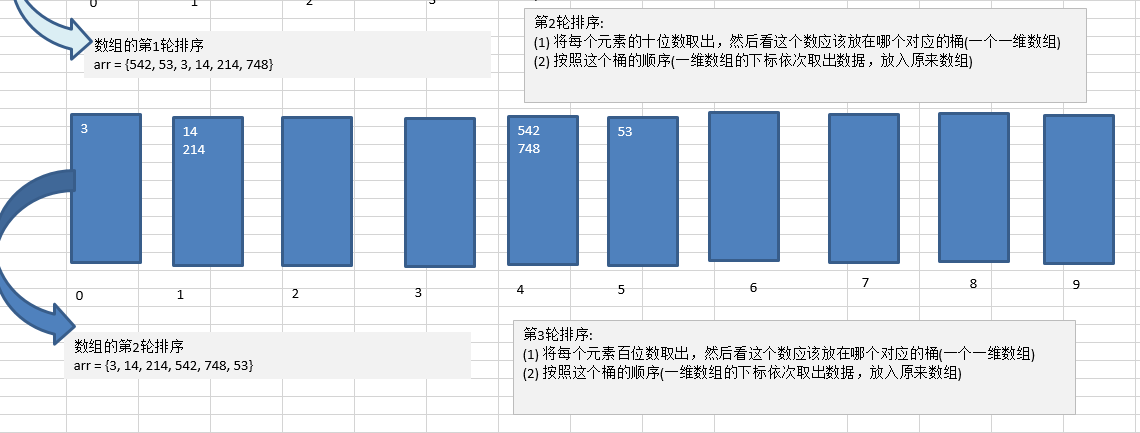 0 1 2 3
第2轮排序:
(1) 将每个元素的十位数取出，然后看这个数应该放在哪个对应的桶(一个一维数组)
(2) 按照这个桶的顺序(一维数组的下标依次取出数据，放入原来数组)
数组的第1轮排序
arr = {542, 53, 3, 14, 214, 748}
3
14
214
542
748
53
0 1 2 3 4 5 6 7 8 9
数组的第2轮排序
arr = {3, 14, 214, 542, 748, 53}
第3轮排序:
(1) 将每个元素百位数取出，然后看这个数应该放在哪个对应的桶(一个一维数组)
(2) 按照这个桶的顺序(一维数组的下标依次取出数据，放入原来数组)